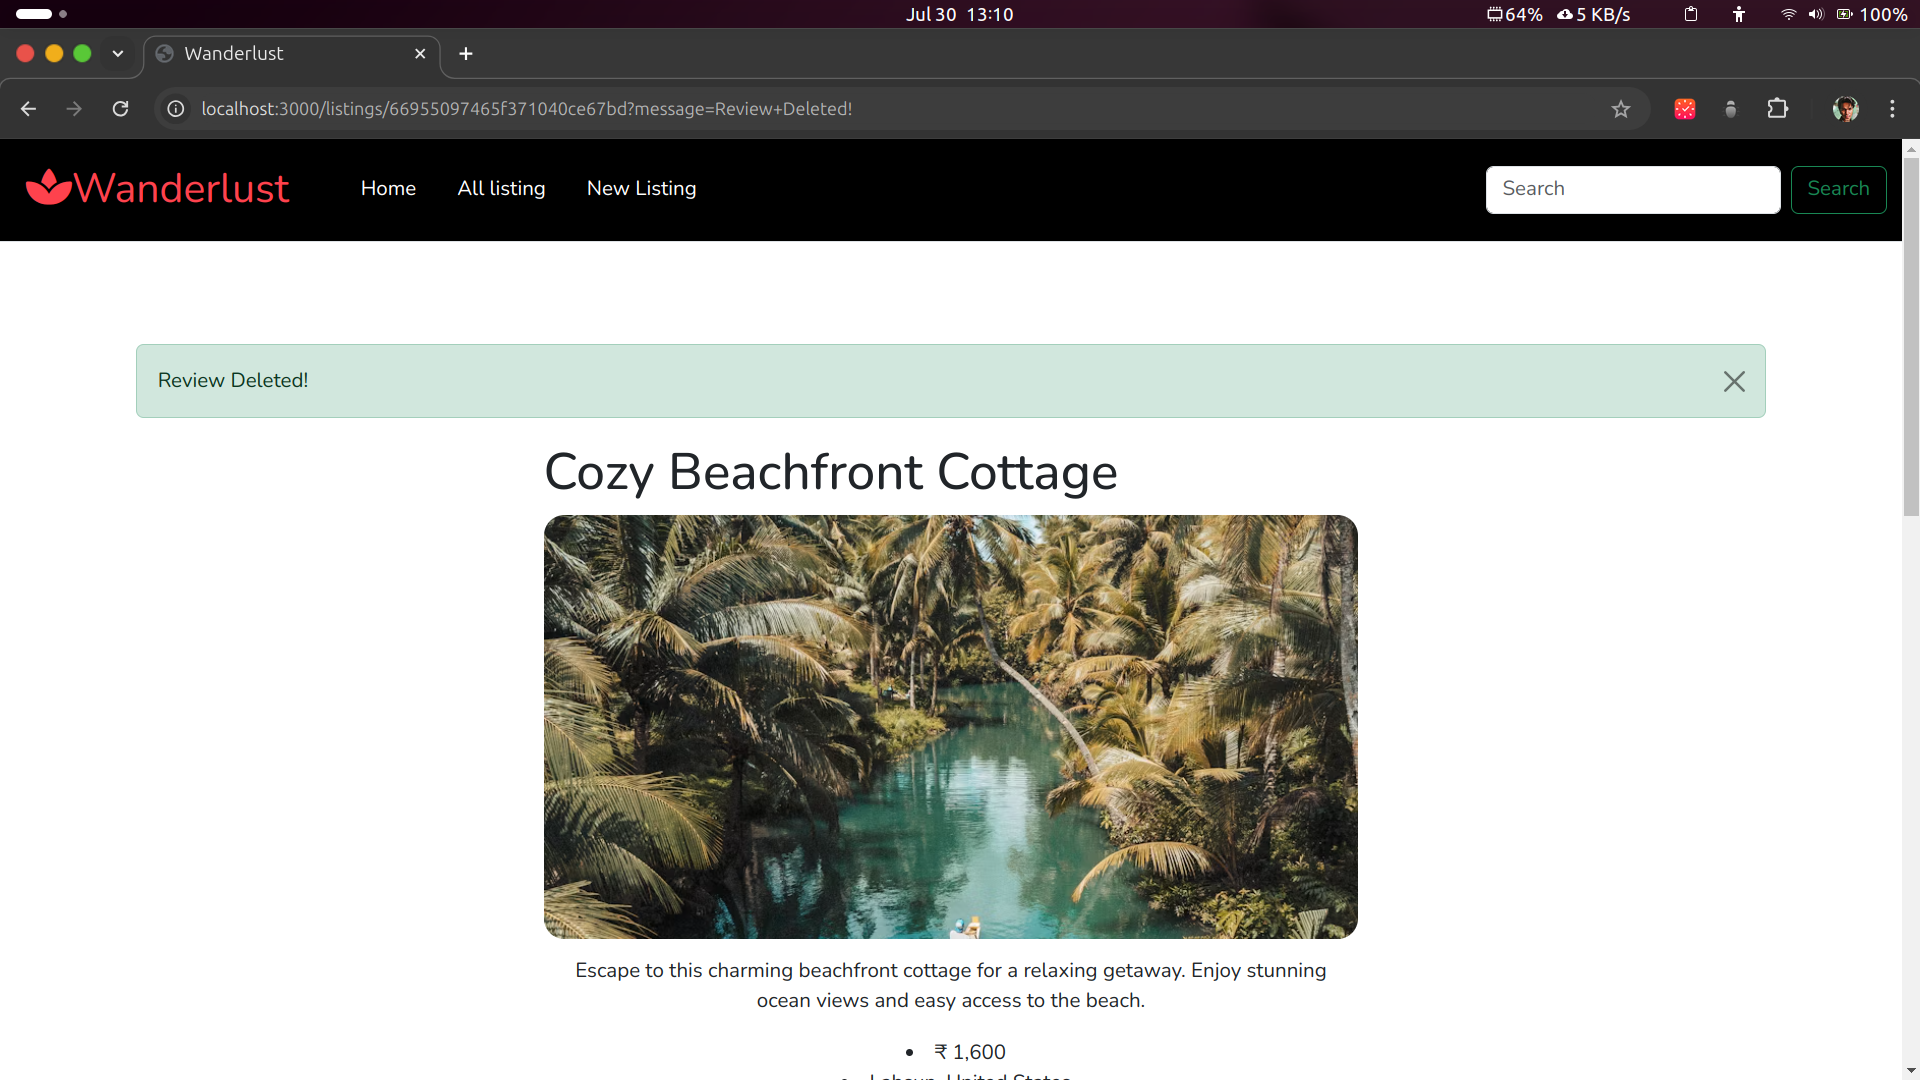 Jul 30 13:10
64% 5 KB/s 100%
Wanderlust
localhost:3000/listings/66955097465f371040ce67bd?message=Review+Deleted!
Wanderlust
Home All listing New Listing
Search Search
Review Deleted!
Cozy Beachfront Cottage
Escape to this charming beachfront cottage for a relaxing getaway. Enjoy stunning
ocean views and easy access to the beach.
• ₹ 1,600
United States